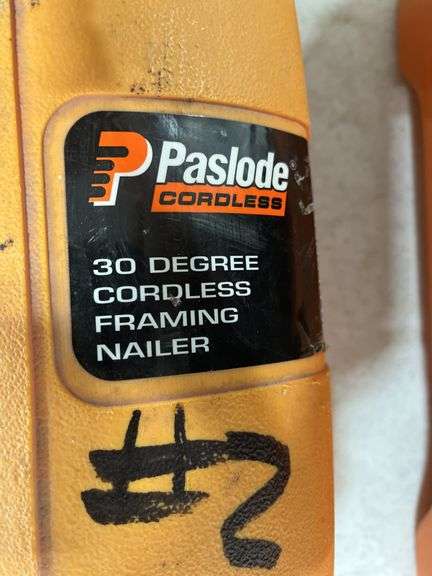 Paslode®
CORDLESS
30 DEGREE
CORDLESS
FRAMING
NAILER
#2